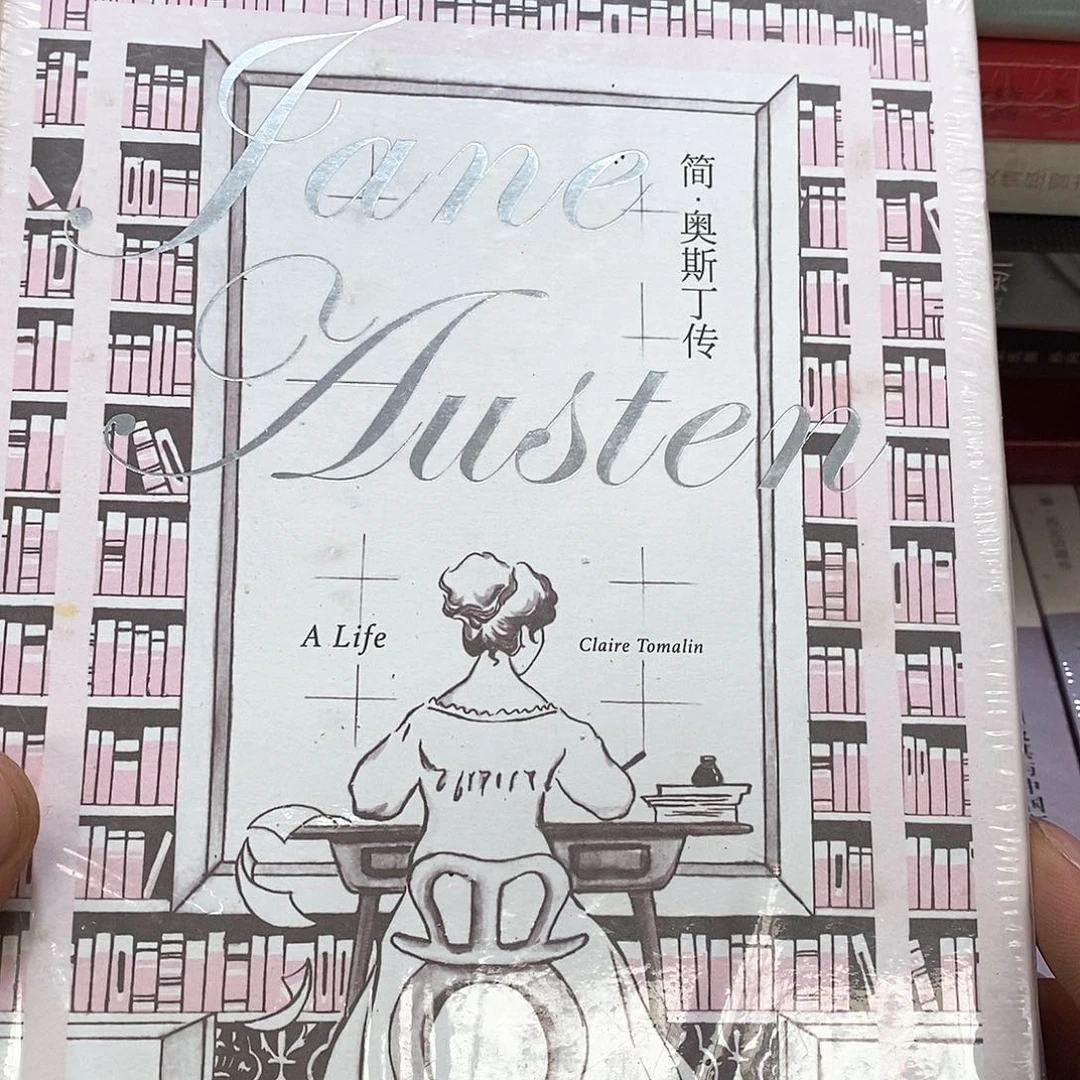 Jane
Austen
简·奥斯丁传
A Life
Claire Tomalin